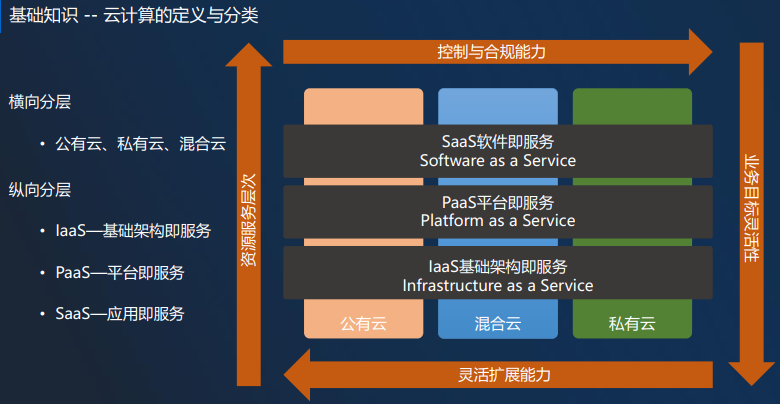 基础知识 -- 云计算的定义与分类
控制与合规能力
横向分层
• 公有云、私有云、混合云
纵向分层
• IaaS—基础架构即服务
• PaaS—平台即服务
• SaaS—应用即服务
资源服务层次
SaaS软件即服务
Software as a Service
PaaS平台即服务
Platform as a Service
IaaS基础架构即服务
Infrastructure as a Service
公有云
混合云
私有云
业务目标灵活性
灵活扩展能力